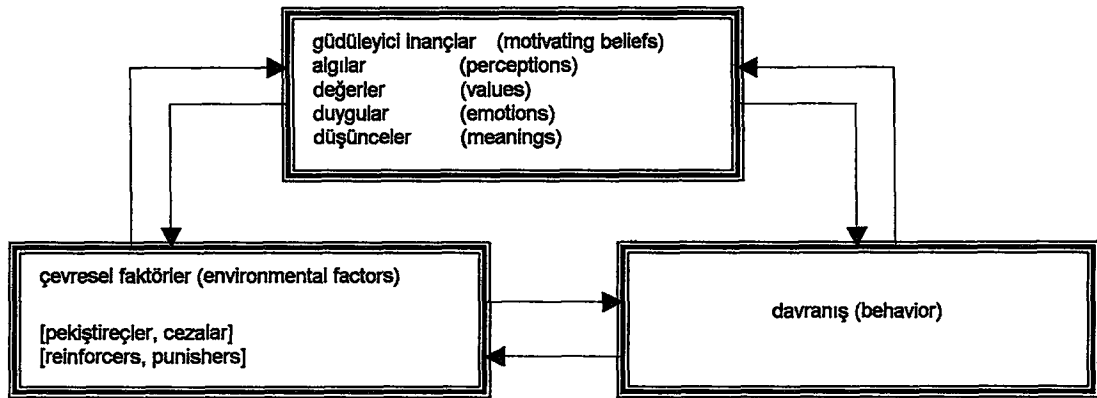 güdüleyici inançlar (motivating beliefs)
algılar (perceptions)
değerler (values)
duygular (emotions)
düşünceler (meanings)
çevresel faktörler (environmental factors)
[pekiştireçler, cezalar]
[reinforcers, punishers]
davranış (behavior)